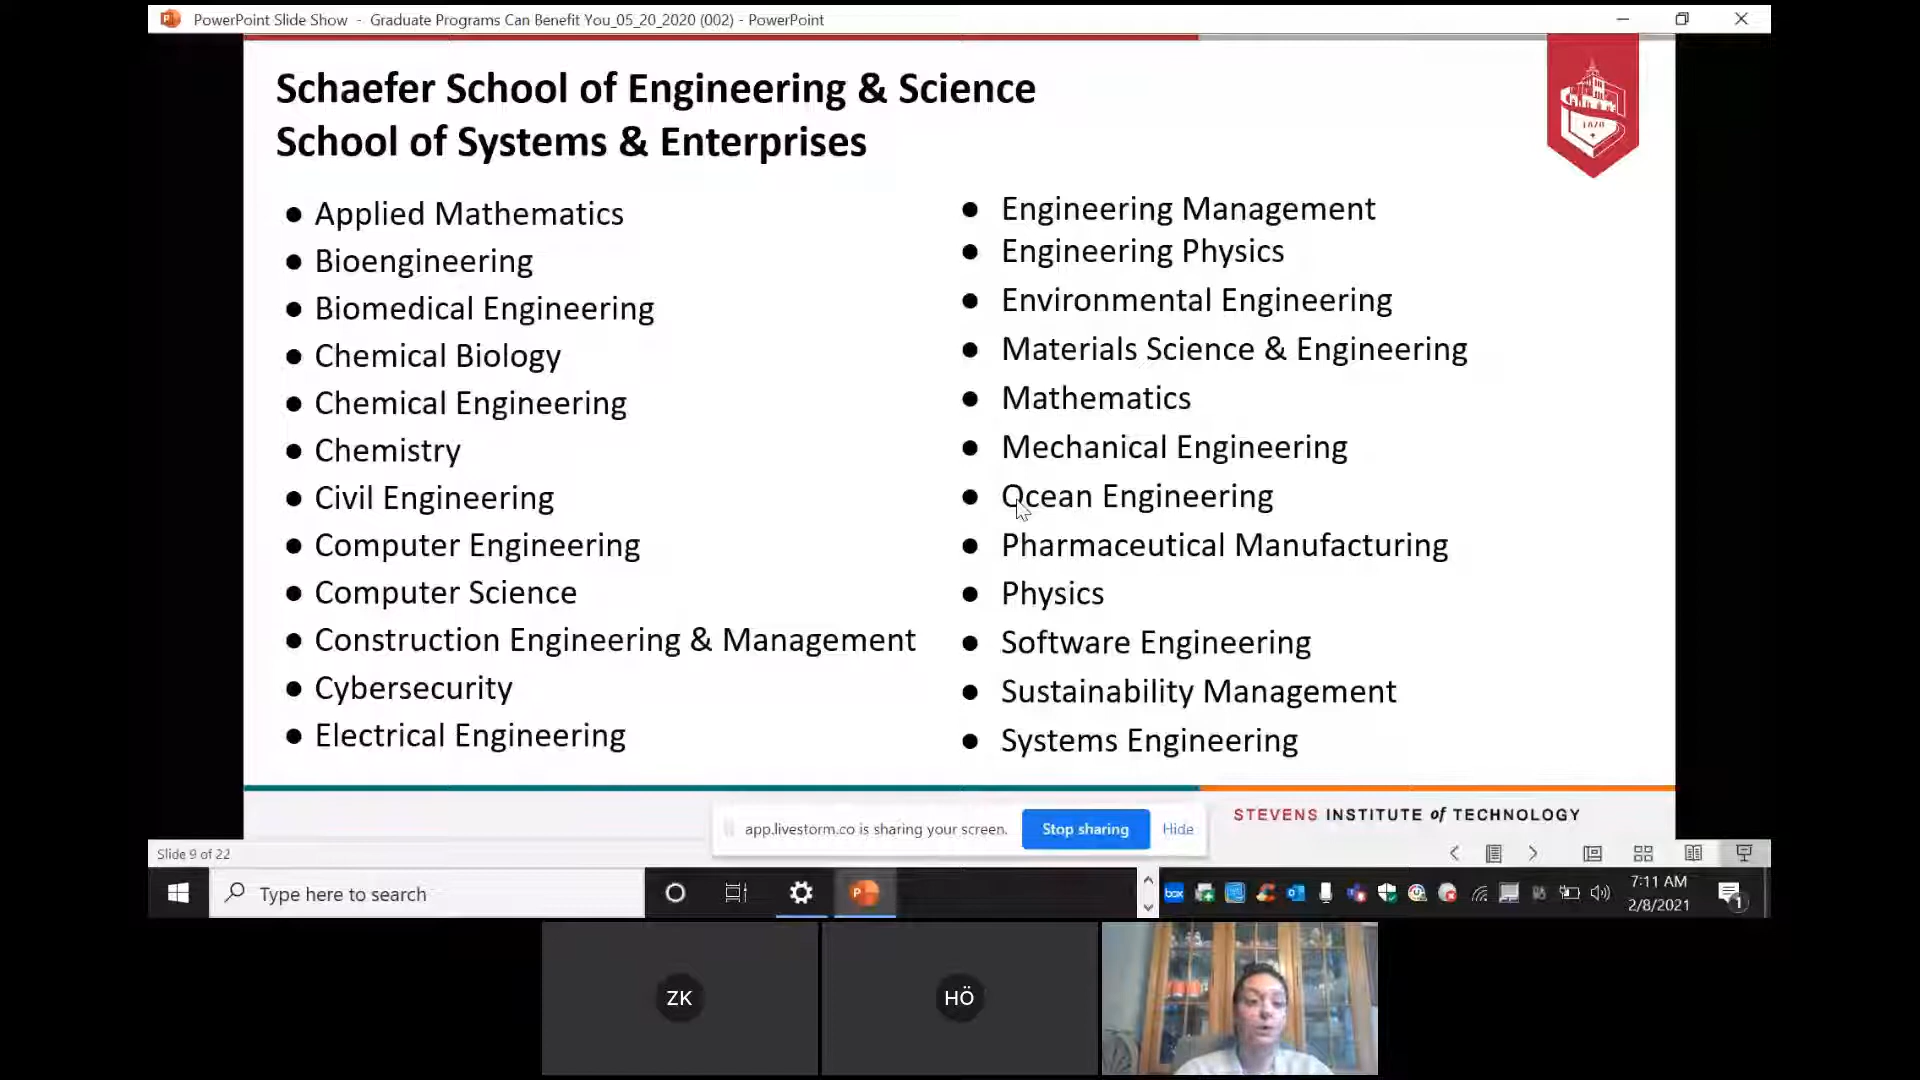 PowerPoint Slide Show - Graduate Programs Can Benefit You_05_20_2020 (002) - PowerPoint
Schaefer School of Engineering & Science
School of Systems & Enterprises
1870
● Applied Mathematics
● Bioengineering
● Biomedical Engineering
● Chemical Biology
● Chemical Engineering
● Chemistry
● Civil Engineering
● Computer Engineering
● Computer Science
● Construction Engineering & Management
● Cybersecurity
● Electrical Engineering
● Engineering Management
● Engineering Physics
● Environmental Engineering
● Materials Science & Engineering
● Mathematics
● Mechanical Engineering
● Ocean Engineering
● Pharmaceutical Manufacturing
● Physics
● Software Engineering
● Sustainability Management
● Systems Engineering
STEVENS INSTITUTE of TECHNOLOGY
app.livestorm.co is sharing your screen. Stop sharing Hide
Slide 9 of 22
Type here to search
box
7:11 AM
2/8/2021
1
ZK
HÖ